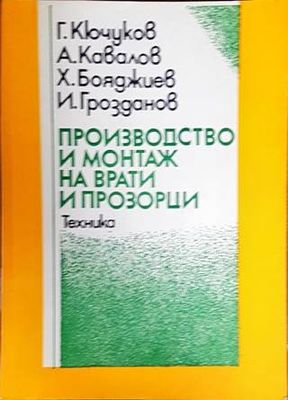 Г. Кючуков
А. Кавалов
Х. Бояджиев
И. Грозданов
ПРОИЗВОДСТВО
И МОНТАЖ
НА ВРАТИ
И ПРОЗОРЦИ
Техника